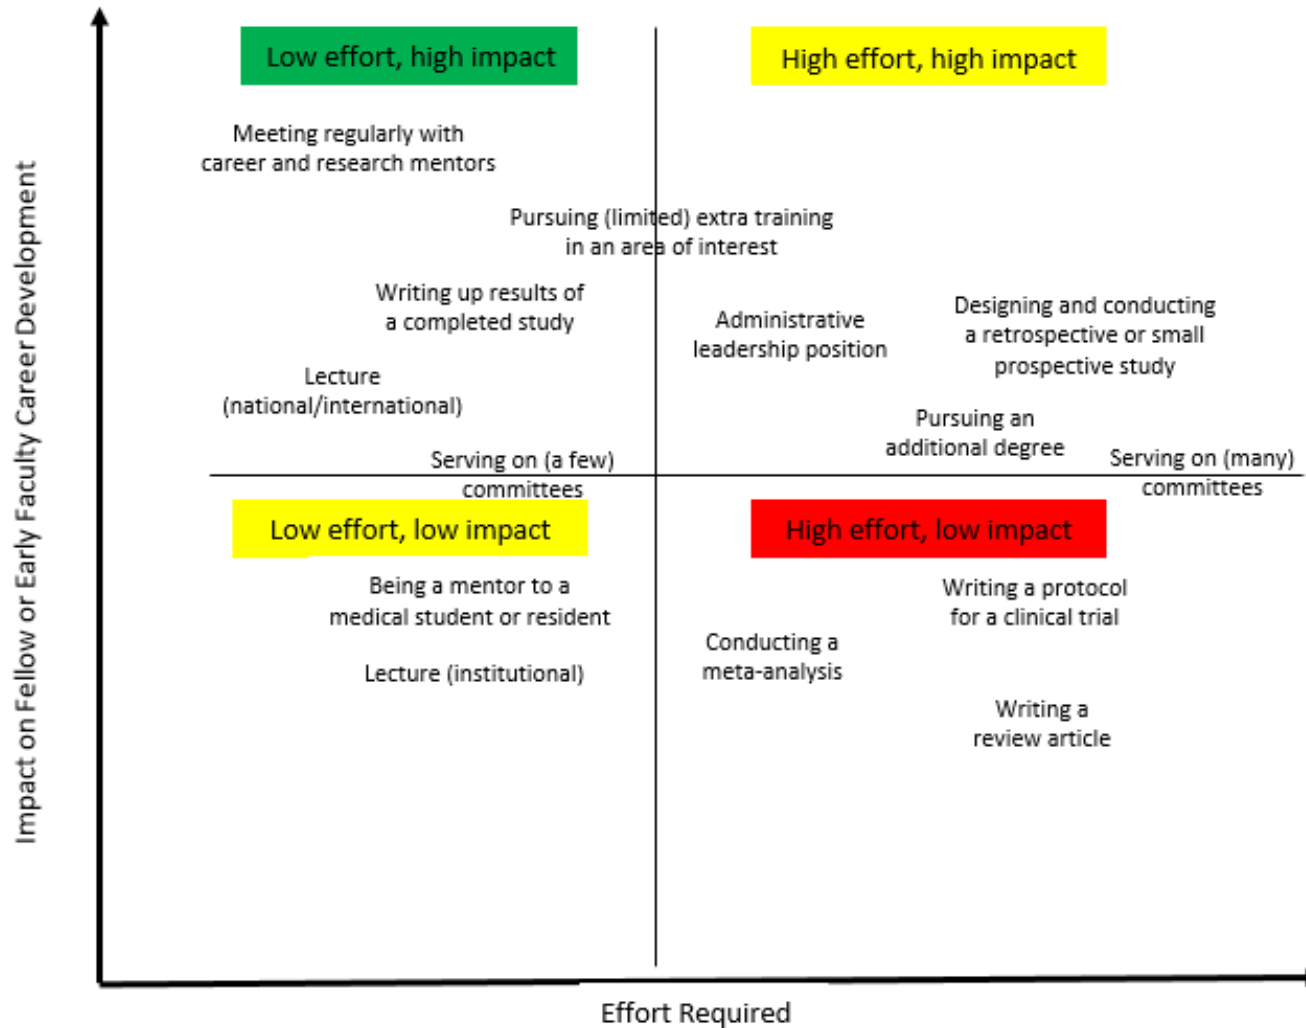 Low effort, high impact
High effort, high impact
Meeting regularly with
career and research mentors
Pursuing (limited) extra training
in an area of interest
Writing up results of
a completed study
Administrative
leadership position
Designing and conducting
a retrospective or small
prospective study
Lecture
(national/international)
Pursuing an
additional degree
Serving on (a few)
committees
Serving on (many)
committees
Low effort, low impact
High effort, low impact
Being a mentor to a
medical student or resident
Writing a protocol
for a clinical trial
Conducting a
meta-analysis
Lecture (institutional)
Writing a
review article
Impact on Fellow or Early Faculty Career Development
Effort Required